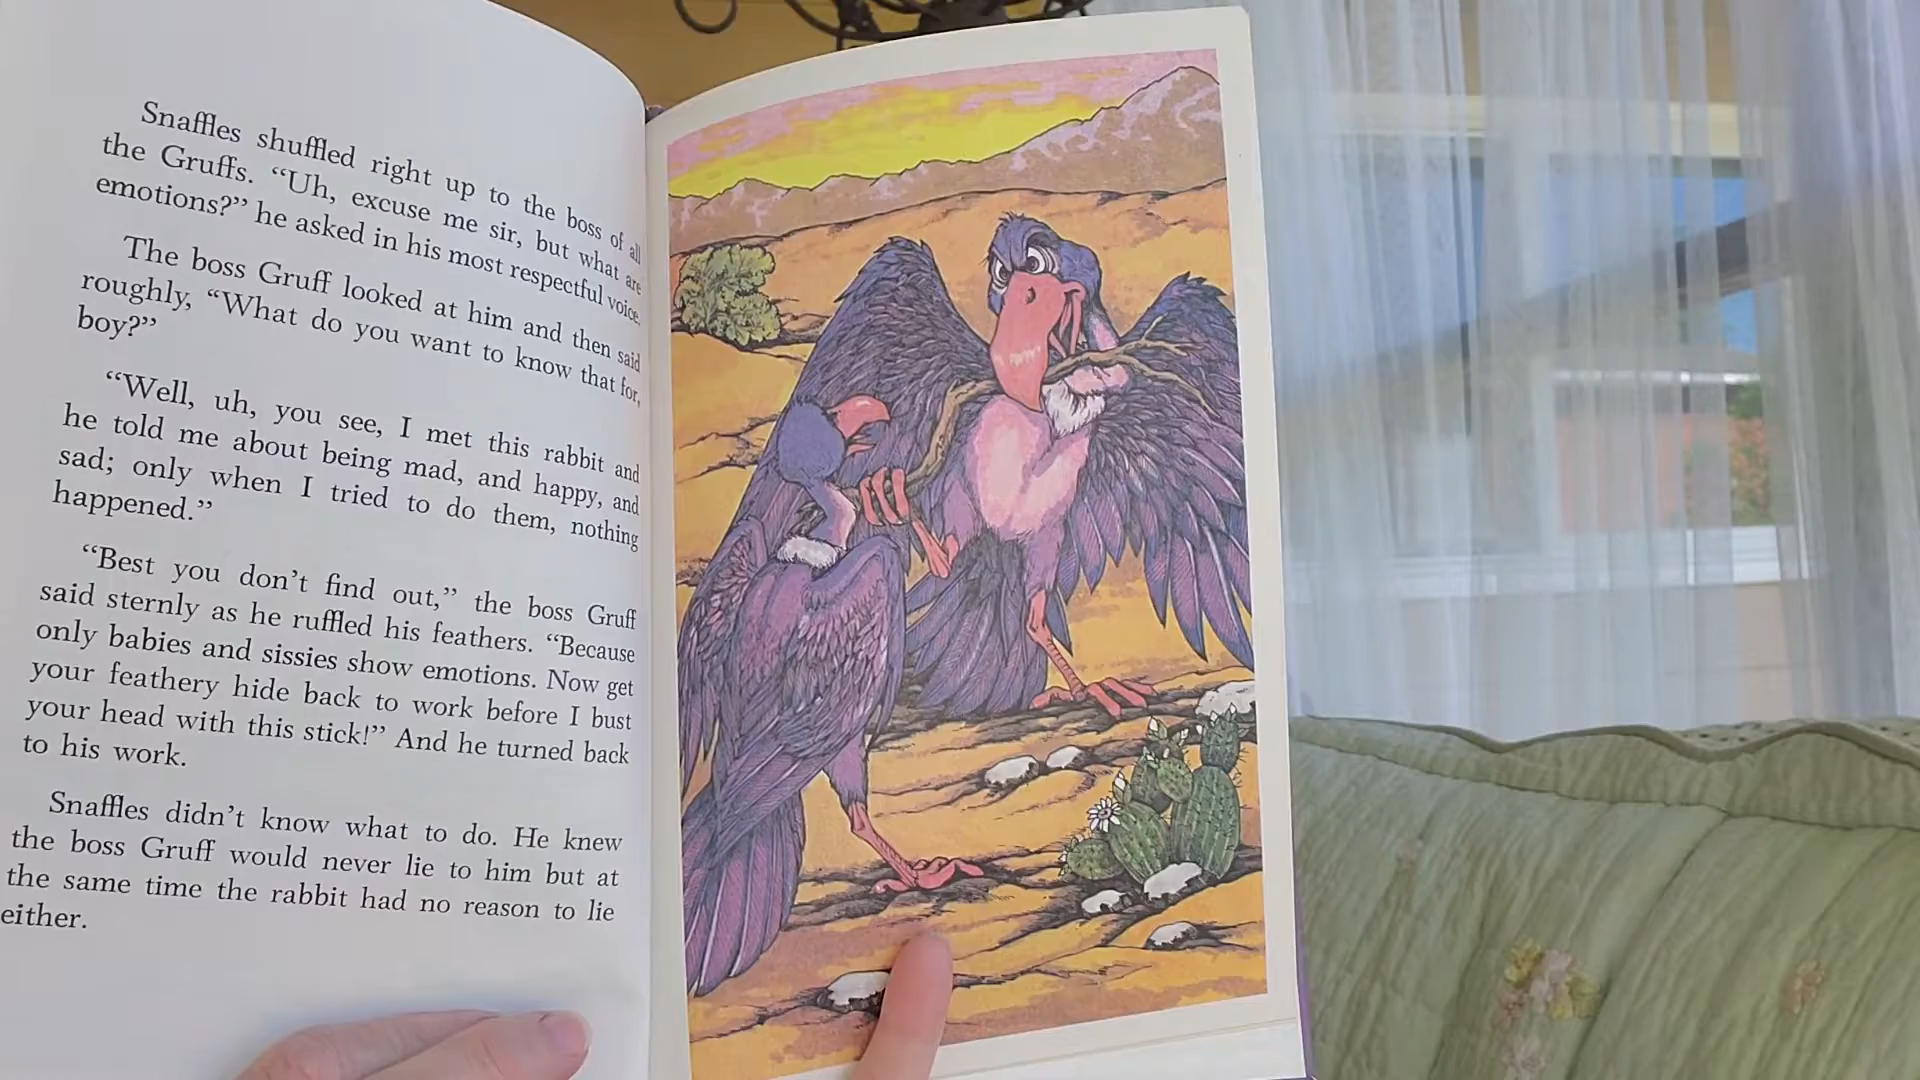 Snaffles shuffled right up to the boss of all
the Gruffs. “Uh, excuse me sir, but what are
emotions?” he asked in his most respectful voice.
The boss Gruff looked at him and then said
roughly, “What do you want to know that for,
boy?”
“Well, uh, you see, I met this rabbit and
he told me about being mad, and happy, and
sad; only when I tried to do them, nothing
happened.”
“Best you don’t find out,” the boss Gruff
said sternly as he ruffled his feathers. “Because
only babies and sissies show emotions. Now get
your feathery hide back to work before I bust
your head with this stick!” And he turned back
to his work.
Snaffles didn’t know what to do. He knew
the boss Gruff would never lie to him but at
the same time the rabbit had no reason to lie
either.